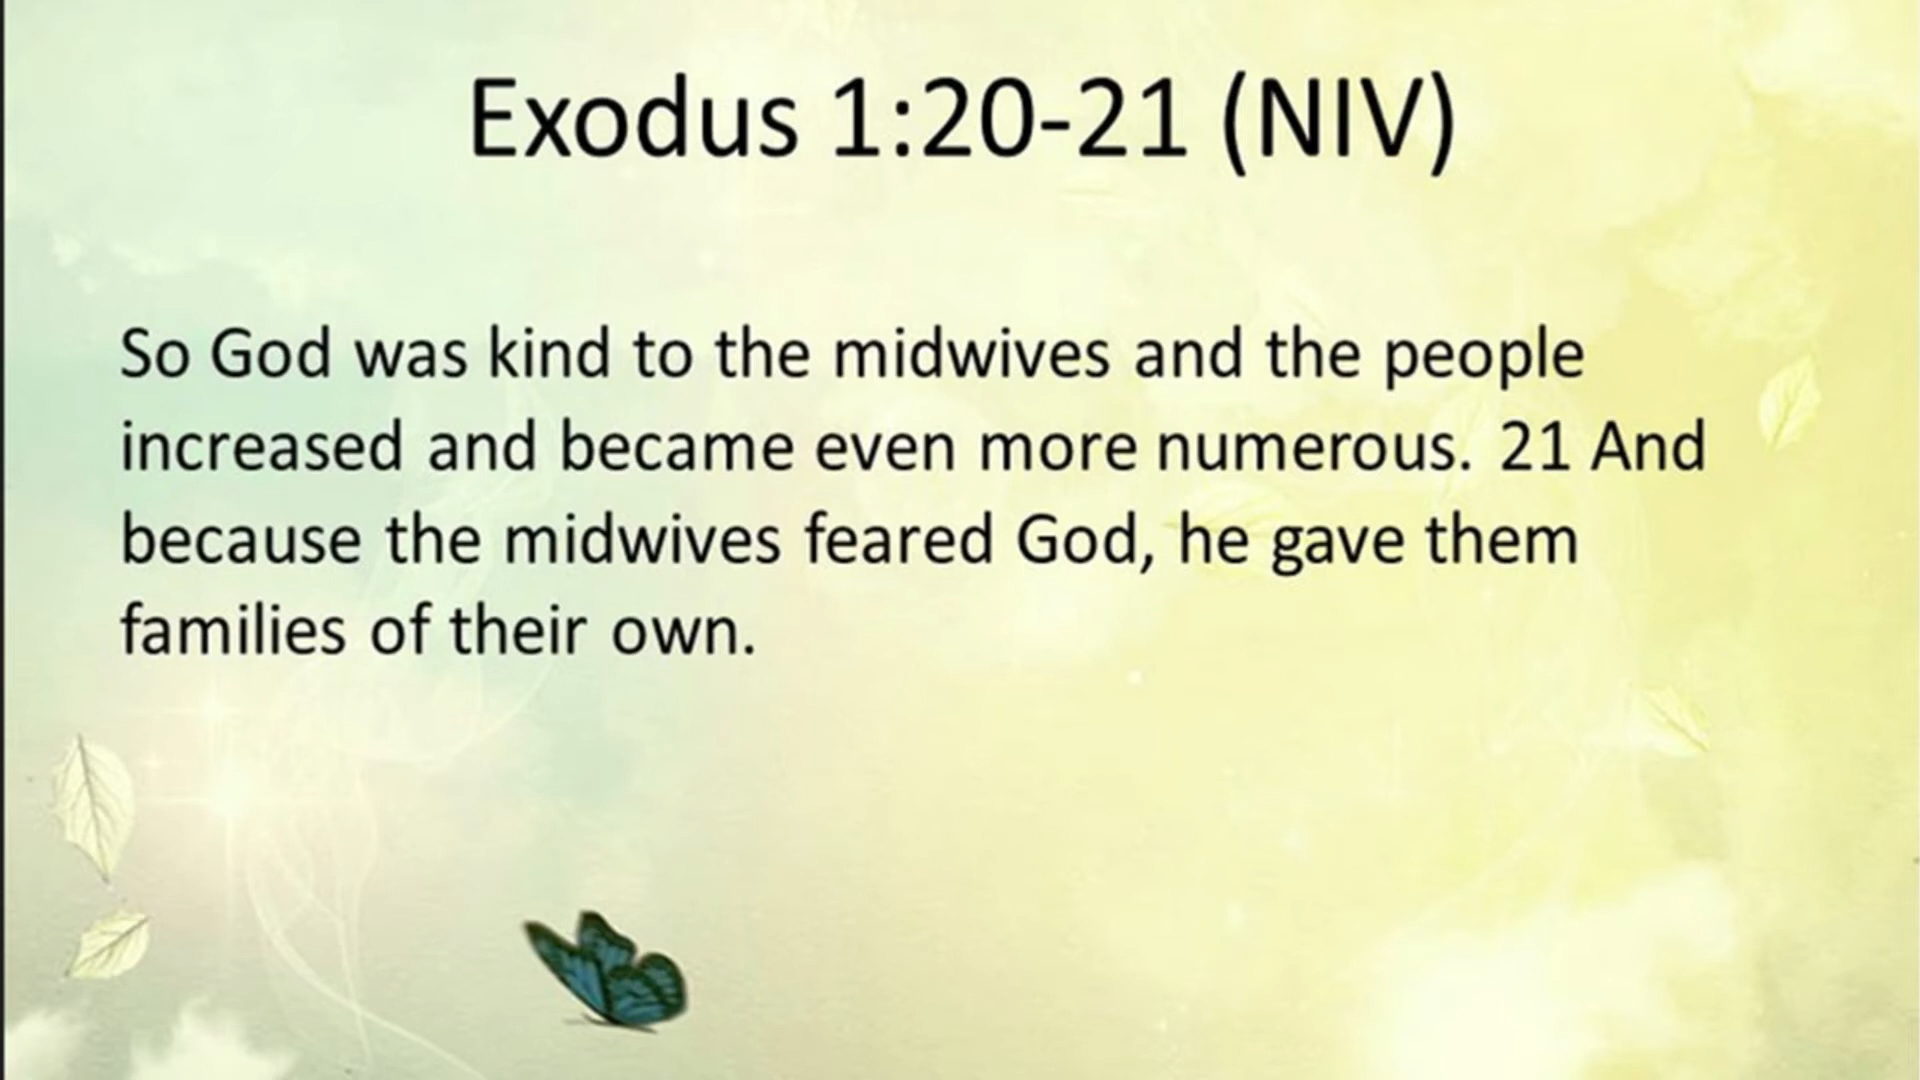 Exodus 1:20-21 (NIV)
So God was kind to the midwives and the people
increased and became even more numerous. 21 And
because the midwives feared God, he gave them
families of their own.